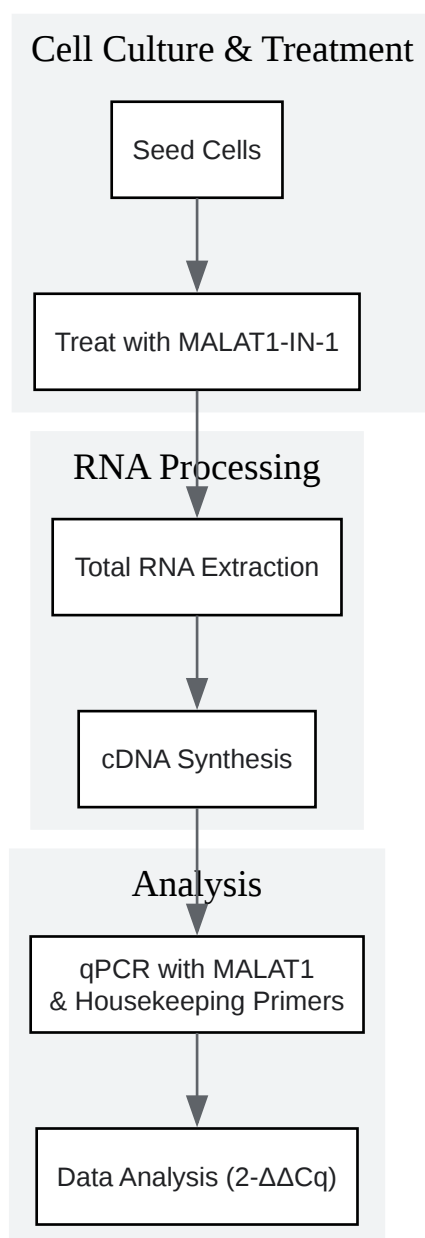 Cell Culture & Treatment
Seed Cells
Treat with MALAT1-IN-1
RNA Processing
Total RNA Extraction
cDNA Synthesis
Analysis
qPCR with MALAT1
& Housekeeping Primers
Data Analysis (2-ΔΔCq)